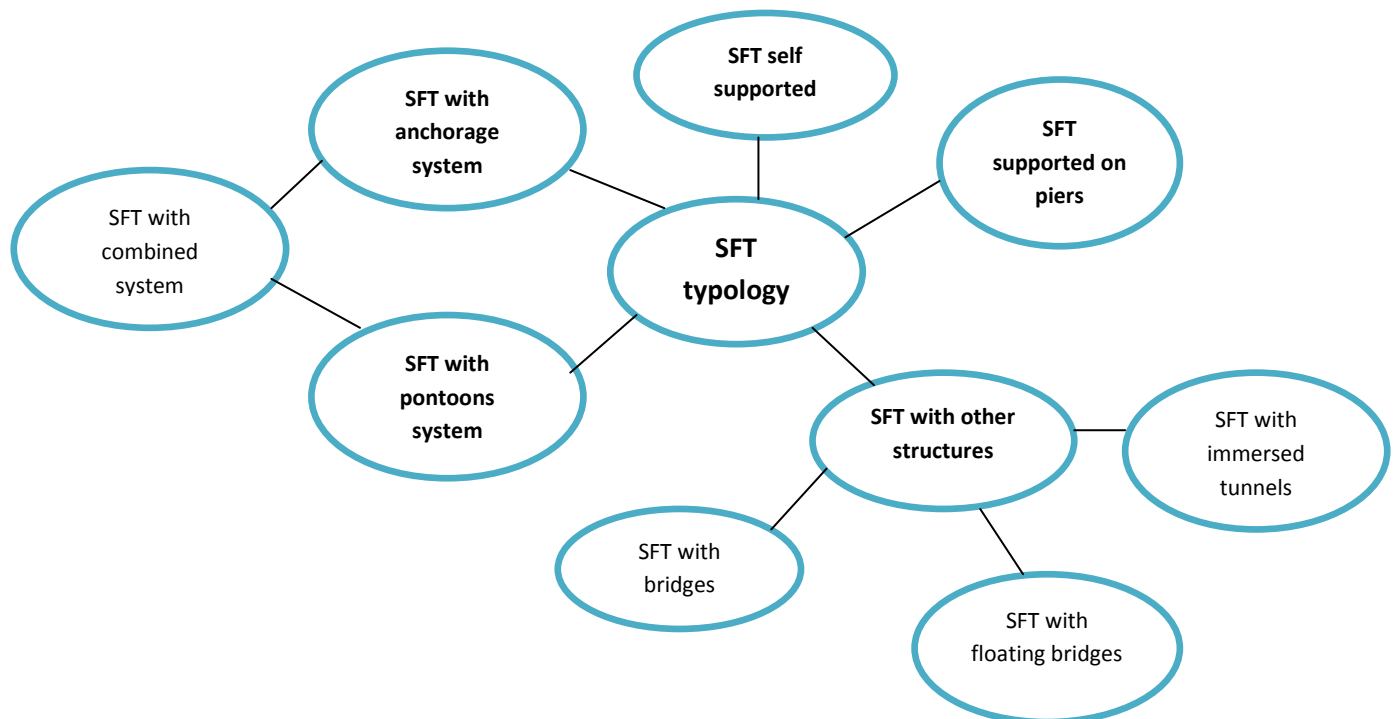 SFT self
supported
SFT with
anchorage
system
SFT
supported on
piers
SFT with
combined
system
SFT
typology
SFT with
pontoons
system
SFT with other
structures
SFT with
immersed
tunnels
SFT with
bridges
SFT with
floating bridges